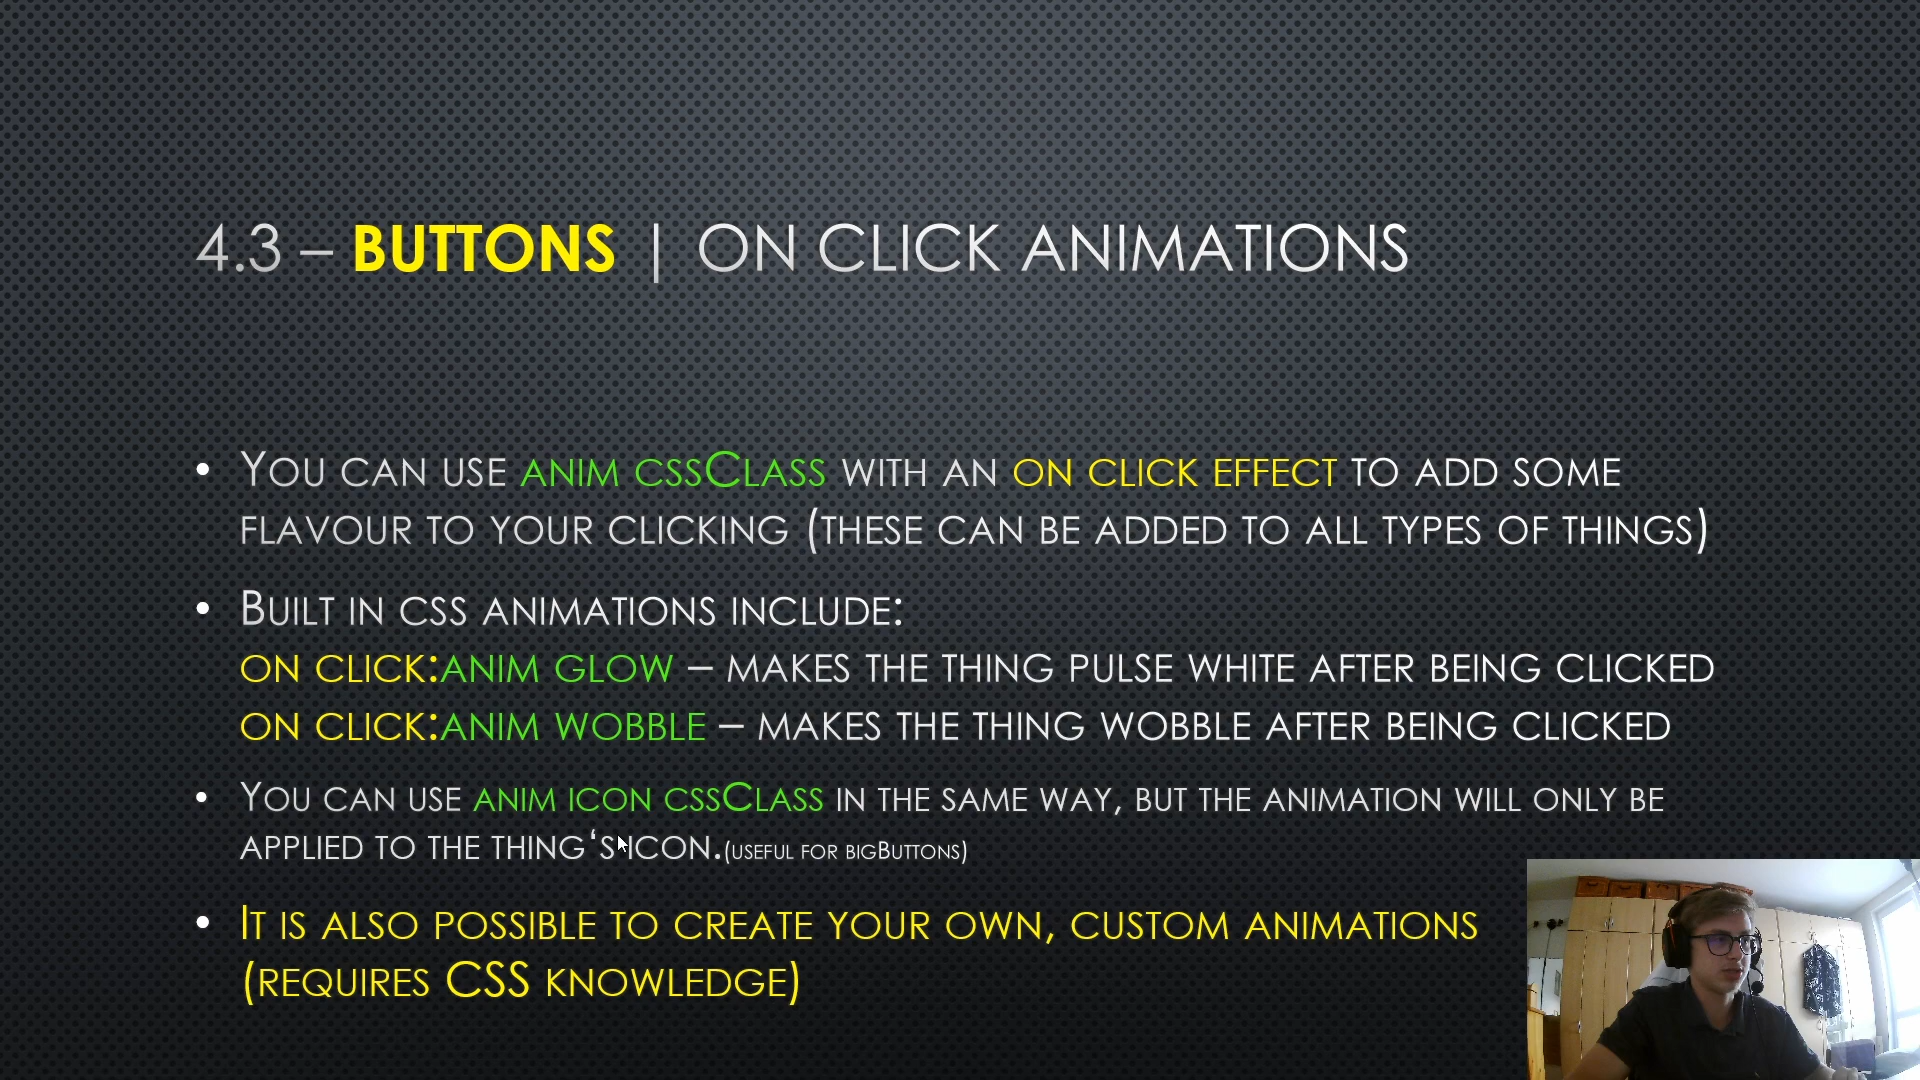 4.3 – BUTTONS | ON CLICK ANIMATIONS
• YOU CAN USE ANIM CSSCLASS WITH AN ON CLICK EFFECT TO ADD SOME
FLAVOUR TO YOUR CLICKING (THESE CAN BE ADDED TO ALL TYPES OF THINGS)
• BUILT IN CSS ANIMATIONS INCLUDE:
ON CLICK:ANIM GLOW – MAKES THE THING PULSE WHITE AFTER BEING CLICKED
ON CLICK:ANIM WOBBLE – MAKES THE THING WOBBLE AFTER BEING CLICKED
• YOU CAN USE ANIM ICON CSSCLASS IN THE SAME WAY, BUT THE ANIMATION WILL ONLY BE
APPLIED TO THE THING‘S ICON.(USEFUL FOR BIGBUTTONS)
• IT IS ALSO POSSIBLE TO CREATE YOUR OWN, CUSTOM ANIMATIONS
(REQUIRES CSS KNOWLEDGE)